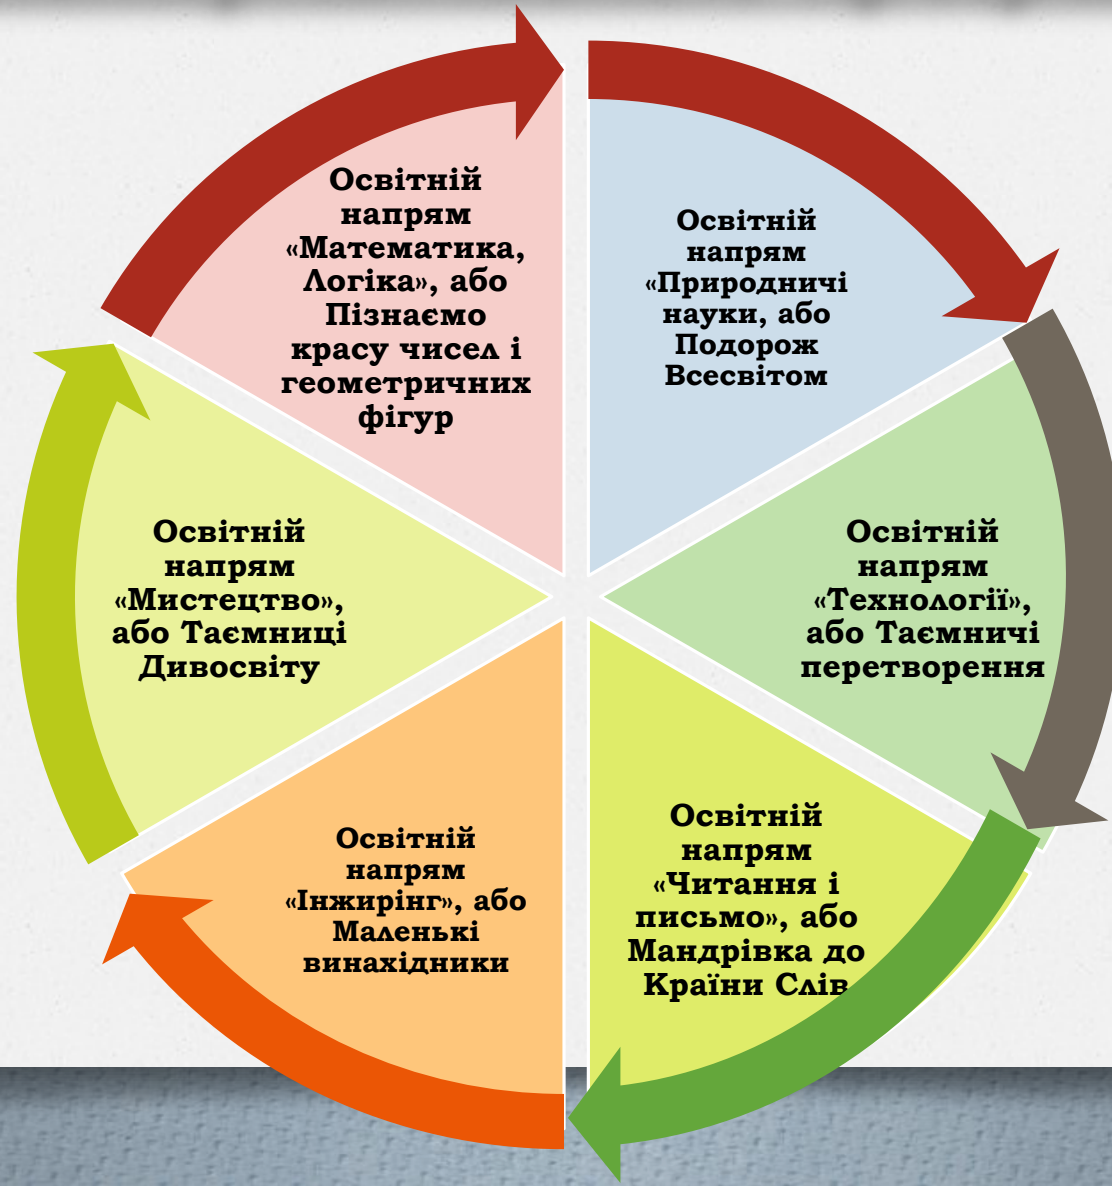 Освітній
напрям
«Математика,
Логіка», або
Пізнаємо
красу чисел і
геометричних
фігур
Освітній
напрям
«Природничі
науки, або
Подорож
Всесвітом
Освітній
напрям
«Технології»,
або Таємничі
перетворення
Освітній
напрям
«Читання і
письмо», або
Мандрівка до
Країни Слів
Освітній
напрям
«Інжирінг», або
Маленькі
винахідники
Освітній
напрям
«Мистецтво»,
або Таємниці
Дивосвіту